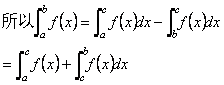 所以∫_a^b f(x) = ∫_a^c f(x)dx − ∫_b^c f(x)dx
= ∫_a^c f(x) + ∫_c^b f(x)dx